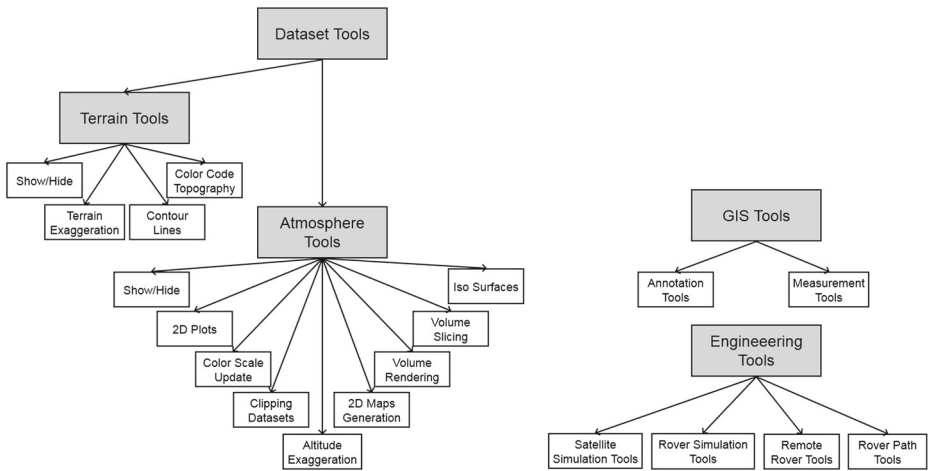 Dataset Tools
Terrain Tools
Show/Hide
Color Code
Topography
Terrain
Exaggeration
Contour
Lines
Atmosphere
Tools
Show/Hide
Iso Surfaces
2D Plots
Volume
Slicing
Color Scale
Update
Volume
Rendering
Clipping
Datasets
2D Maps
Generation
Altitude
Exaggeration
GIS Tools
Annotation
Tools
Measurement
Tools
Engineeering
Tools
Satellite
Simulation Tools
Rover Simulation
Tools
Remote
Rover Tools
Rover Path
Tools